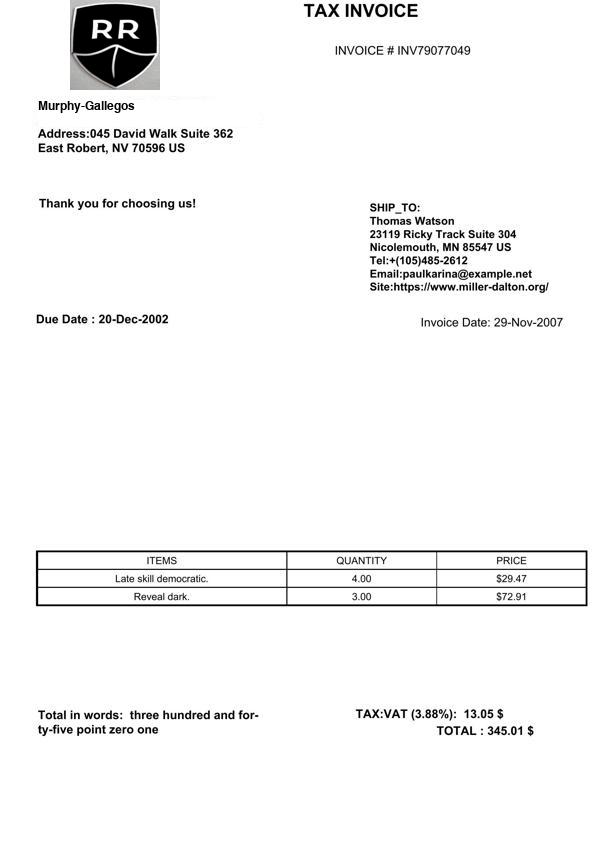 RR
TAX INVOICE
INVOICE # INV79077049
Murphy-Gallegos
Address:045 David Walk Suite 362
East Robert, NV 70596 US
Thank you for choosing us!
SHIP_TO:
Thomas Watson
23119 Ricky Track Suite 304
Nicolemouth, MN 85547 US
Tel:+(105)485-2612
Email:paulkarina@example.net
Site:https://www.miller-dalton.org/
Due Date : 20-Dec-2002
Invoice Date: 29-Nov-2007
ITEMS QUANTITY PRICE
Late skill democratic. 4.00 $29.47
Reveal dark. 3.00 $72.91
Total in words: three hundred and for-
ty-five point zero one
TAX:VAT (3.88%): 13.05 $
TOTAL : 345.01 $